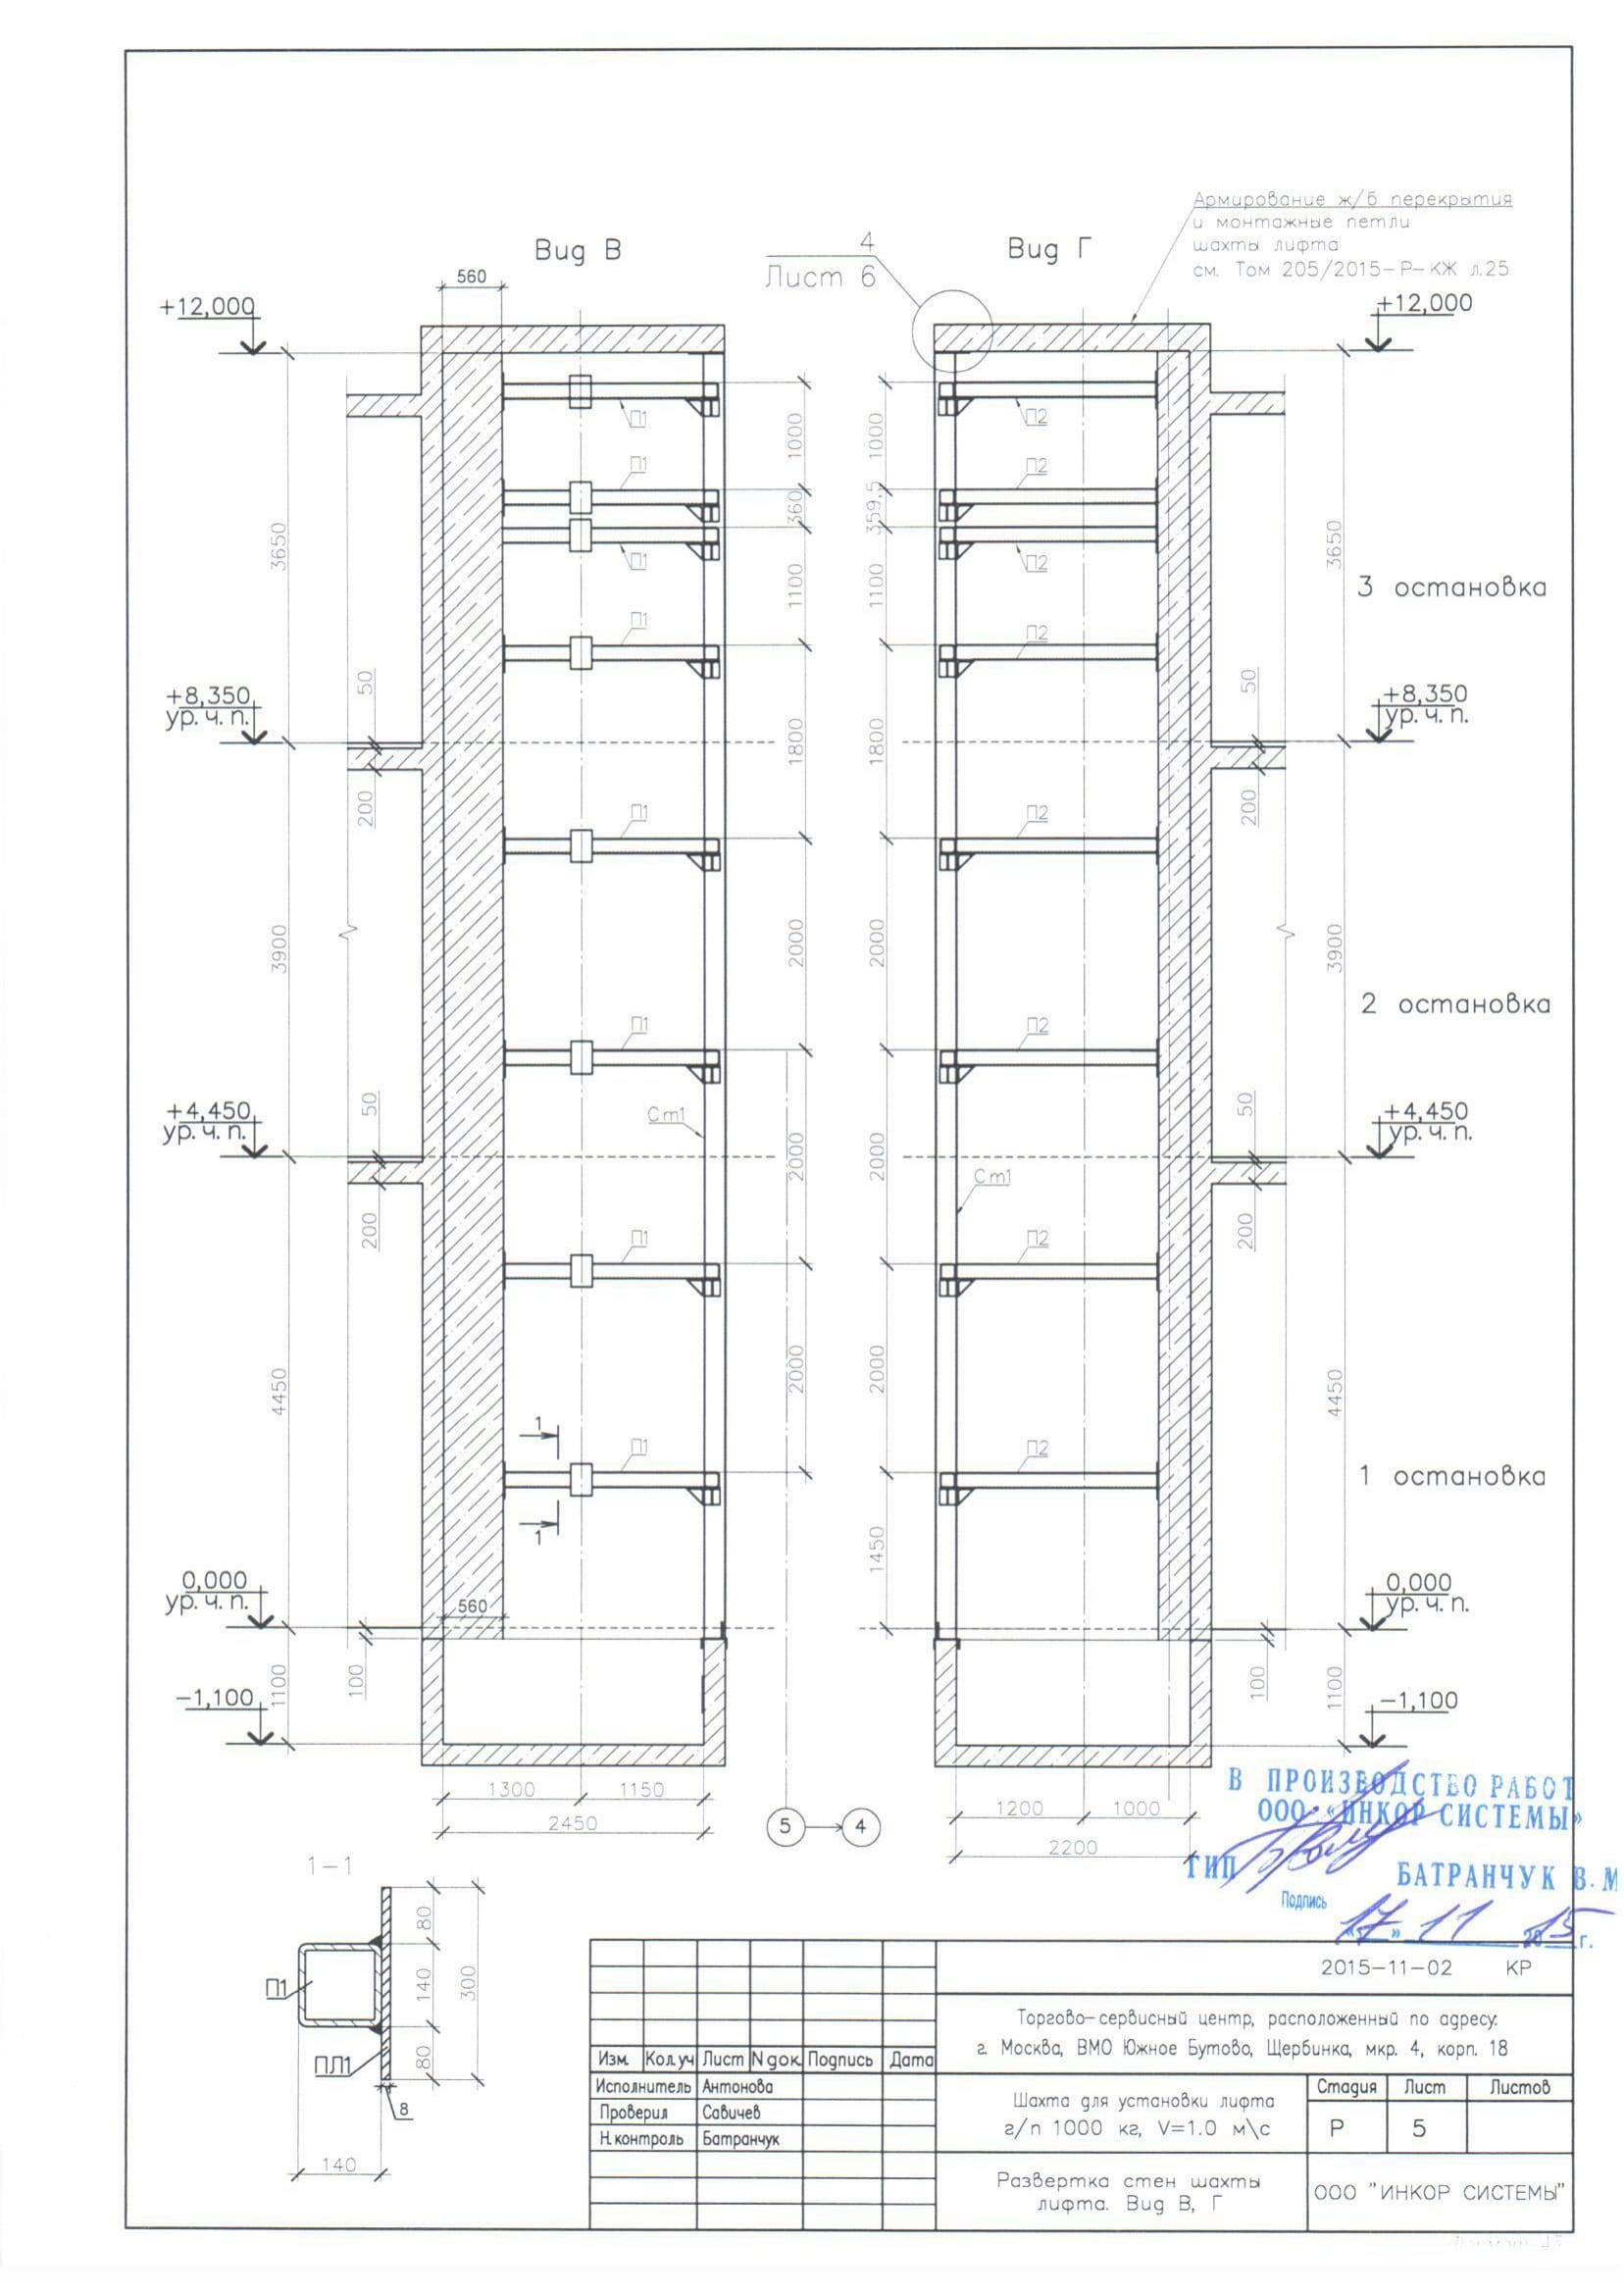 Армирование ж/б перекрытия
и монтажные петли
шахты лифта
см. Том 205/2015-Р-КЖ л.25
Вид В
4
Лист 6
Вид Г
560
+12,000
+12,000
П1
П2
1000
1000
П1
П2
360
359,5
П1
П2
3650
3650
1100
1100
3 остановка
П1
П2
50
50
+8,350
ур. ч. п.
+8,350
ур. ч. п.
1800
1800
200
200
П1
П2
3900
2000
2000
3900
2 остановка
П1
П2
50
50
+4,450
ур. ч. п.
Ст1
+4,450
ур. ч. п.
2000
2000
Ст1
200
200
П1
П2
4450
2000
2000
4450
1
П1
П2
1 остановка
1
1450
0,000
ур. ч. п.
560
0,000
ур. ч. п.
100
1100
100
1100
-1,100
-1,100
1300
1150
2450
5
4
1200
1000
2200
В ПРОИЗВОДСТВО РАБОТ
ООО «ИНКОР СИСТЕМЫ»
ГИП
БАТРАНЧУК В.М
Подпись
«17» 11 2015 г.
1-1
80
140
300
80
П1
ПЛ1
8
140
2015-11-02 КР
Торгово-сервисный центр, расположенный по адресу:
г. Москва, ВМО Южное Бутово, Щербинка, мкр. 4, корп. 18
Изм. Кол.уч Лист N док. Подпись Дата
Исполнитель Антонова
Проверил Савичев
Н.контроль Батранчук
Шахта для установки лифта
г/п 1000 кг, V=1.0 м\с
Стадия Лист Листов
Р 5
Развертка стен шахты
лифта. Вид В, Г
ООО "ИНКОР СИСТЕМЫ"